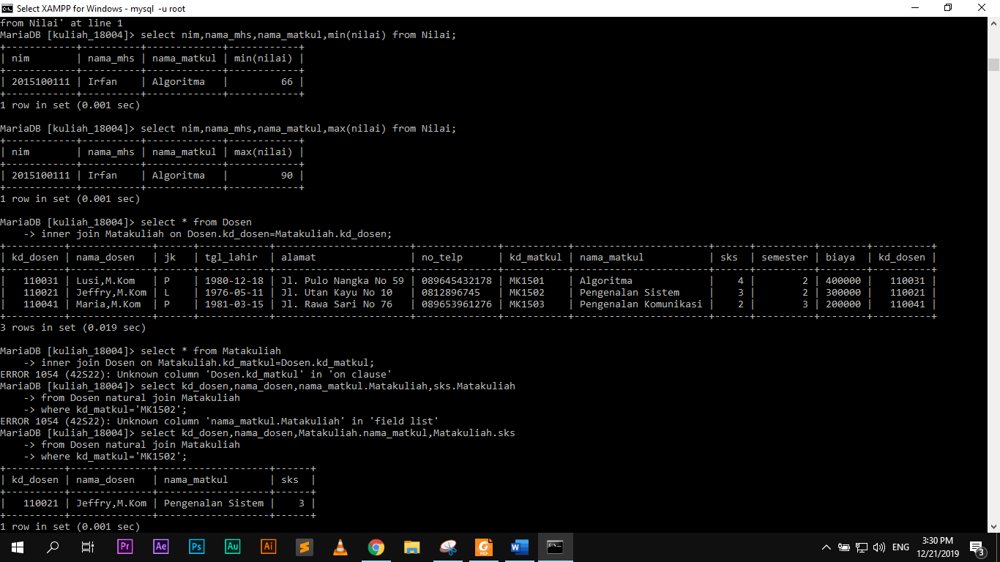 Select XAMPP for Windows - mysql  -u root
from Nilai' at line 1
MariaDB [kuliah_18004]> select nim,nama_mhs,nama_matkul,min(nilai) from Nilai;
+------------+----------+-------------+------------+
| nim        | nama_mhs | nama_matkul | min(nilai) |
+------------+----------+-------------+------------+
| 2015100111 | Irfan    | Algoritma   |         66 |
+------------+----------+-------------+------------+
1 row in set (0.001 sec)
MariaDB [kuliah_18004]> select nim,nama_mhs,nama_matkul,max(nilai) from Nilai;
+------------+----------+-------------+------------+
| nim        | nama_mhs | nama_matkul | max(nilai) |
+------------+----------+-------------+------------+
| 2015100111 | Irfan    | Algoritma   |         90 |
+------------+----------+-------------+------------+
1 row in set (0.001 sec)
MariaDB [kuliah_18004]> select * from Dosen
    -> inner join Matakuliah on Dosen.kd_dosen=Matakuliah.kd_dosen;
+----------+--------------+------+------------+-----------------------+--------------+-----------+-----------------------+------+----------+--------+----------+
| kd_dosen | nama_dosen   | jk   | tgl_lahir  | alamat                | no_telp      | kd_matkul | nama_matkul           | sks  | semester | biaya  | kd_dosen |
+----------+--------------+------+------------+-----------------------+--------------+-----------+-----------------------+------+----------+--------+----------+
|   110031 | Lusi,M.Kom   | P    | 1980-12-18 | Jl. Pulo Nangka No 59 | 089645432178 | MK1501    | Algoritma             |    4 |        2 | 400000 |   110031 |
|   110021 | Jeffry,M.Kom | L    | 1976-05-11 | Jl. Utan Kayu No 10   | 0812896745   | MK1502    | Pengenalan Sistem     |    3 |        2 | 300000 |   110021 |
|   110041 | Maria,M.Kom  | P    | 1981-03-15 | Jl. Rawa Sari No 76   | 089653961276 | MK1503    | Pengenalan Komunikasi |    2 |        3 | 200000 |   110041 |
+----------+--------------+------+------------+-----------------------+--------------+-----------+-----------------------+------+----------+--------+----------+
3 rows in set (0.019 sec)
MariaDB [kuliah_18004]> select * from Matakuliah
    -> inner join Dosen on Matakuliah.kd_matkul=Dosen.kd_matkul;
ERROR 1054 (42S22): Unknown column 'Dosen.kd_matkul' in 'on clause'
MariaDB [kuliah_18004]> select kd_dosen,nama_dosen,nama_matkul.Matakuliah,sks.Matakuliah
    -> from Dosen natural join Matakuliah
    -> where kd_matkul='MK1502';
ERROR 1054 (42S22): Unknown column 'nama_matkul.Matakuliah' in 'field list'
MariaDB [kuliah_18004]> select kd_dosen,nama_dosen,Matakuliah.nama_matkul,Matakuliah.sks
    -> from Dosen natural join Matakuliah
    -> where kd_matkul='MK1502';
+----------+--------------+-------------------+------+
| kd_dosen | nama_dosen   | nama_matkul       | sks  |
+----------+--------------+-------------------+------+
|   110021 | Jeffry,M.Kom | Pengenalan Sistem |    3 |
+----------+--------------+-------------------+------+
1 row in set (0.001 sec)
Pr Ae Ps Au Ai S G PDF W ENG 3:30 PM
12/21/2019 3